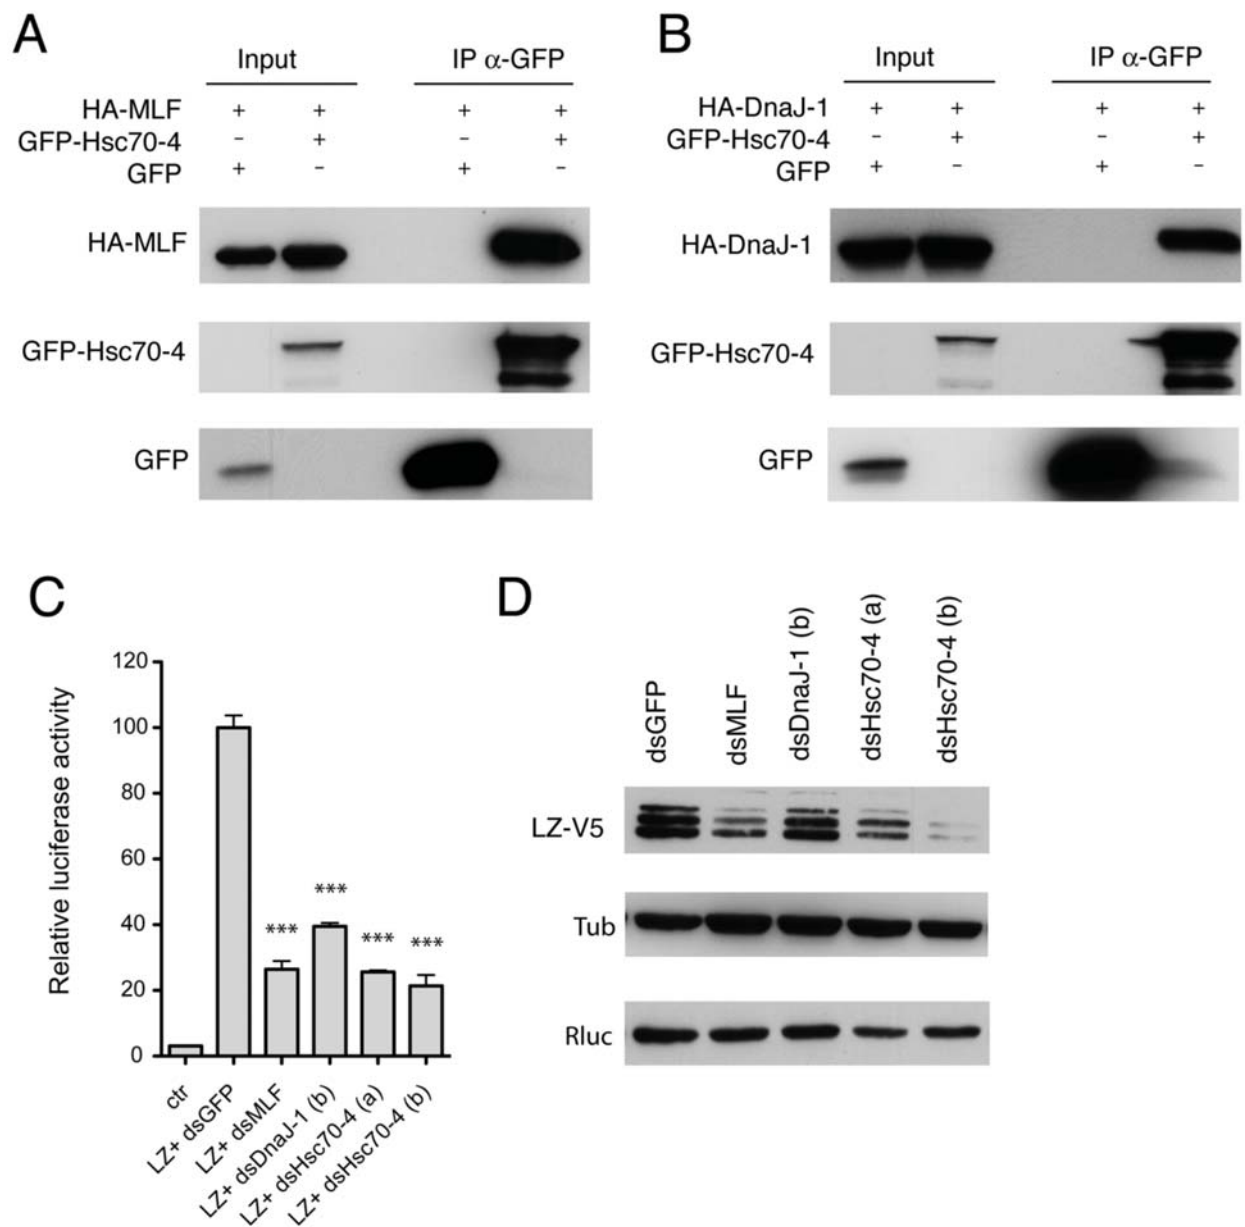 A
Input IP α-GFP
HA-MLF + + + +
GFP-Hsc70-4 - + - +
GFP + - + -
HA-MLF
GFP-Hsc70-4
GFP
B
Input IP α-GFP
HA-DnaJ-1 + + + +
GFP-Hsc70-4 - + - +
GFP + - + -
HA-DnaJ-1
GFP-Hsc70-4
GFP
C
Relative luciferase activity
120
100
80
60
40
20
0
*** *** *** ***
ctr
LZ+ dsGFP
LZ+ dsMLF
LZ+ dsDnaJ-1 (b)
LZ+ dsHsc70-4 (a)
LZ+ dsHsc70-4 (b)
D
dsGFP
dsMLF
dsDnaJ-1 (b)
dsHsc70-4 (a)
dsHsc70-4 (b)
LZ-V5
Tub
Rluc